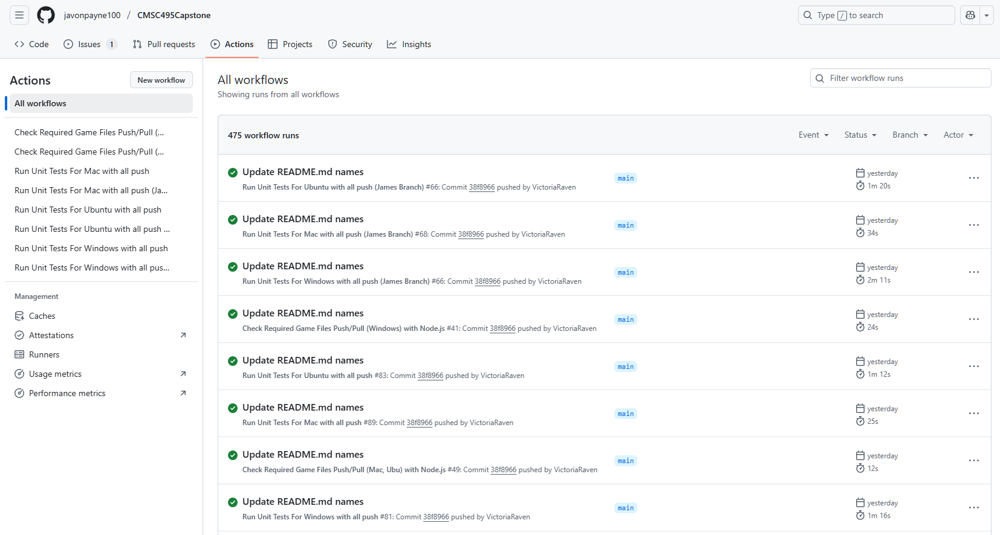 javonpayne100 / CMSC495Capstone
Type / to search
Code
Issues 1
Pull requests
Actions
Projects
Security
Insights
Actions
New workflow
All workflows
Check Required Game Files Push/Pull (...
Check Required Game Files Push/Pull (...
Run Unit Tests For Mac with all push
Run Unit Tests For Mac with all push (Ja...
Run Unit Tests For Ubuntu with all push
Run Unit Tests For Ubuntu with all push ...
Run Unit Tests For Windows with all push
Run Unit Tests For Windows with all pus...
Management
Caches
Attestations
Runners
Usage metrics
Performance metrics
All workflows
Showing runs from all workflows
Filter workflow runs
475 workflow runs
Event
Status
Branch
Actor
Update README.md names
Run Unit Tests For Ubuntu with all push (James Branch) #66: Commit 38f8966 pushed by VictoriaRaven
main
yesterday
1m 20s
Update README.md names
Run Unit Tests For Mac with all push (James Branch) #68: Commit 38f8966 pushed by VictoriaRaven
main
yesterday
34s
Update README.md names
Run Unit Tests For Windows with all push (James Branch) #66: Commit 38f8966 pushed by VictoriaRaven
main
yesterday
2m 11s
Update README.md names
Check Required Game Files Push/Pull (Windows) with Node.js #41: Commit 38f8966 pushed by VictoriaRaven
main
yesterday
24s
Update README.md names
Run Unit Tests For Ubuntu with all push #83: Commit 38f8966 pushed by VictoriaRaven
main
yesterday
1m 12s
Update README.md names
Run Unit Tests For Mac with all push #89: Commit 38f8966 pushed by VictoriaRaven
main
yesterday
25s
Update README.md names
Check Required Game Files Push/Pull (Mac, Ubu) with Node.js #49: Commit 38f8966 pushed by VictoriaRaven
main
yesterday
12s
Update README.md names
Run Unit Tests For Windows with all push #81: Commit 38f8966 pushed by VictoriaRaven
main
yesterday
1m 16s